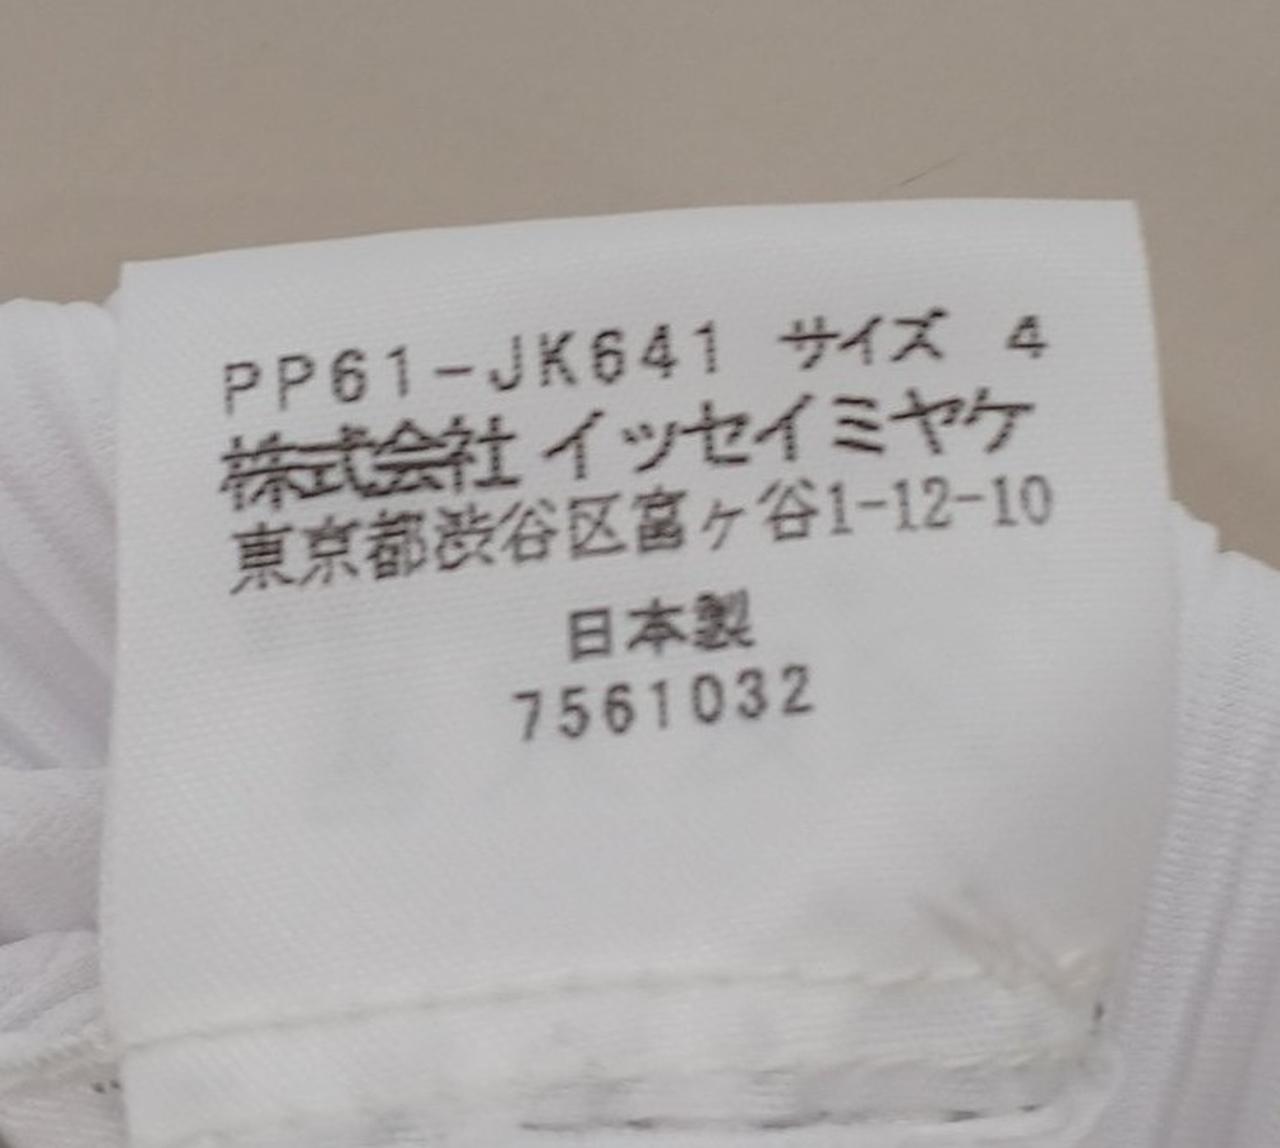 PP61-JK641 サイズ 4
株式会社 イッセイミヤケ
東京都渋谷区富ヶ谷1-12-10
日本製
7561032